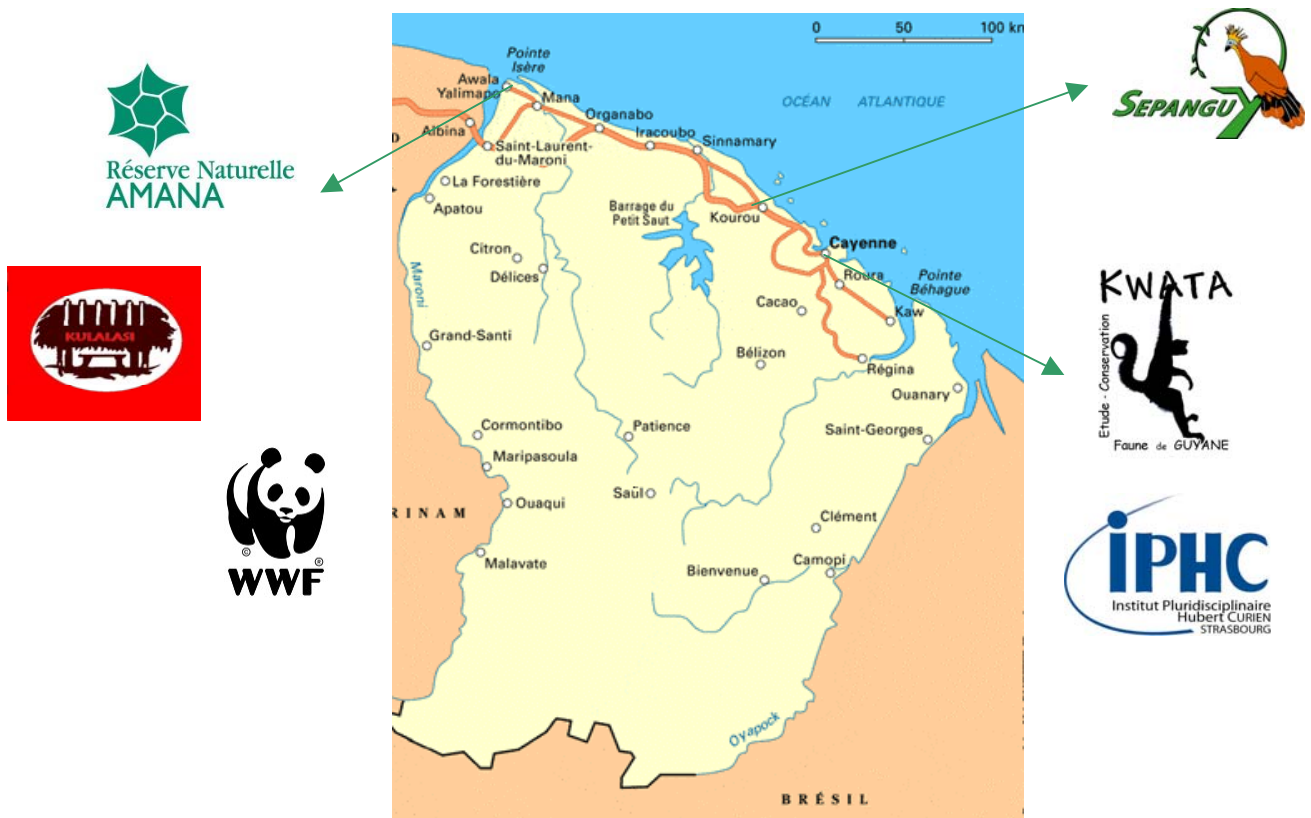 Réserve Naturelle
AMANA
KULALASI
©
®
WWF
0 50 100 km
Pointe
Isère
Awala
Yalimapo
Mana
OCÉAN ATLANTIQUE
Organabo
Albina
Iracoubo
Sinnamary
Saint-Laurent-
du-Maroni
La Forestière
Apatou
Barrage du
Petit Saut
Kourou
Cayenne
Citron
Délices
Roura
Pointe
Béhague
Maroni
Cacao
Kaw
Grand-Santi
Bélizon
Régina
Ouanary
Cormontibo
Patience
Saint-Georges
Maripasoula
Saül
Ouaqui
RINAM
Clément
Malavate
Bienvenue
Camopi
Oyapock
BRÉSIL
SEPANGUY
KWATA
Etude - Conservation
Faune de GUYANE
iPHC
Institut Pluridisciplinaire
Hubert CURIEN
STRASBOURG